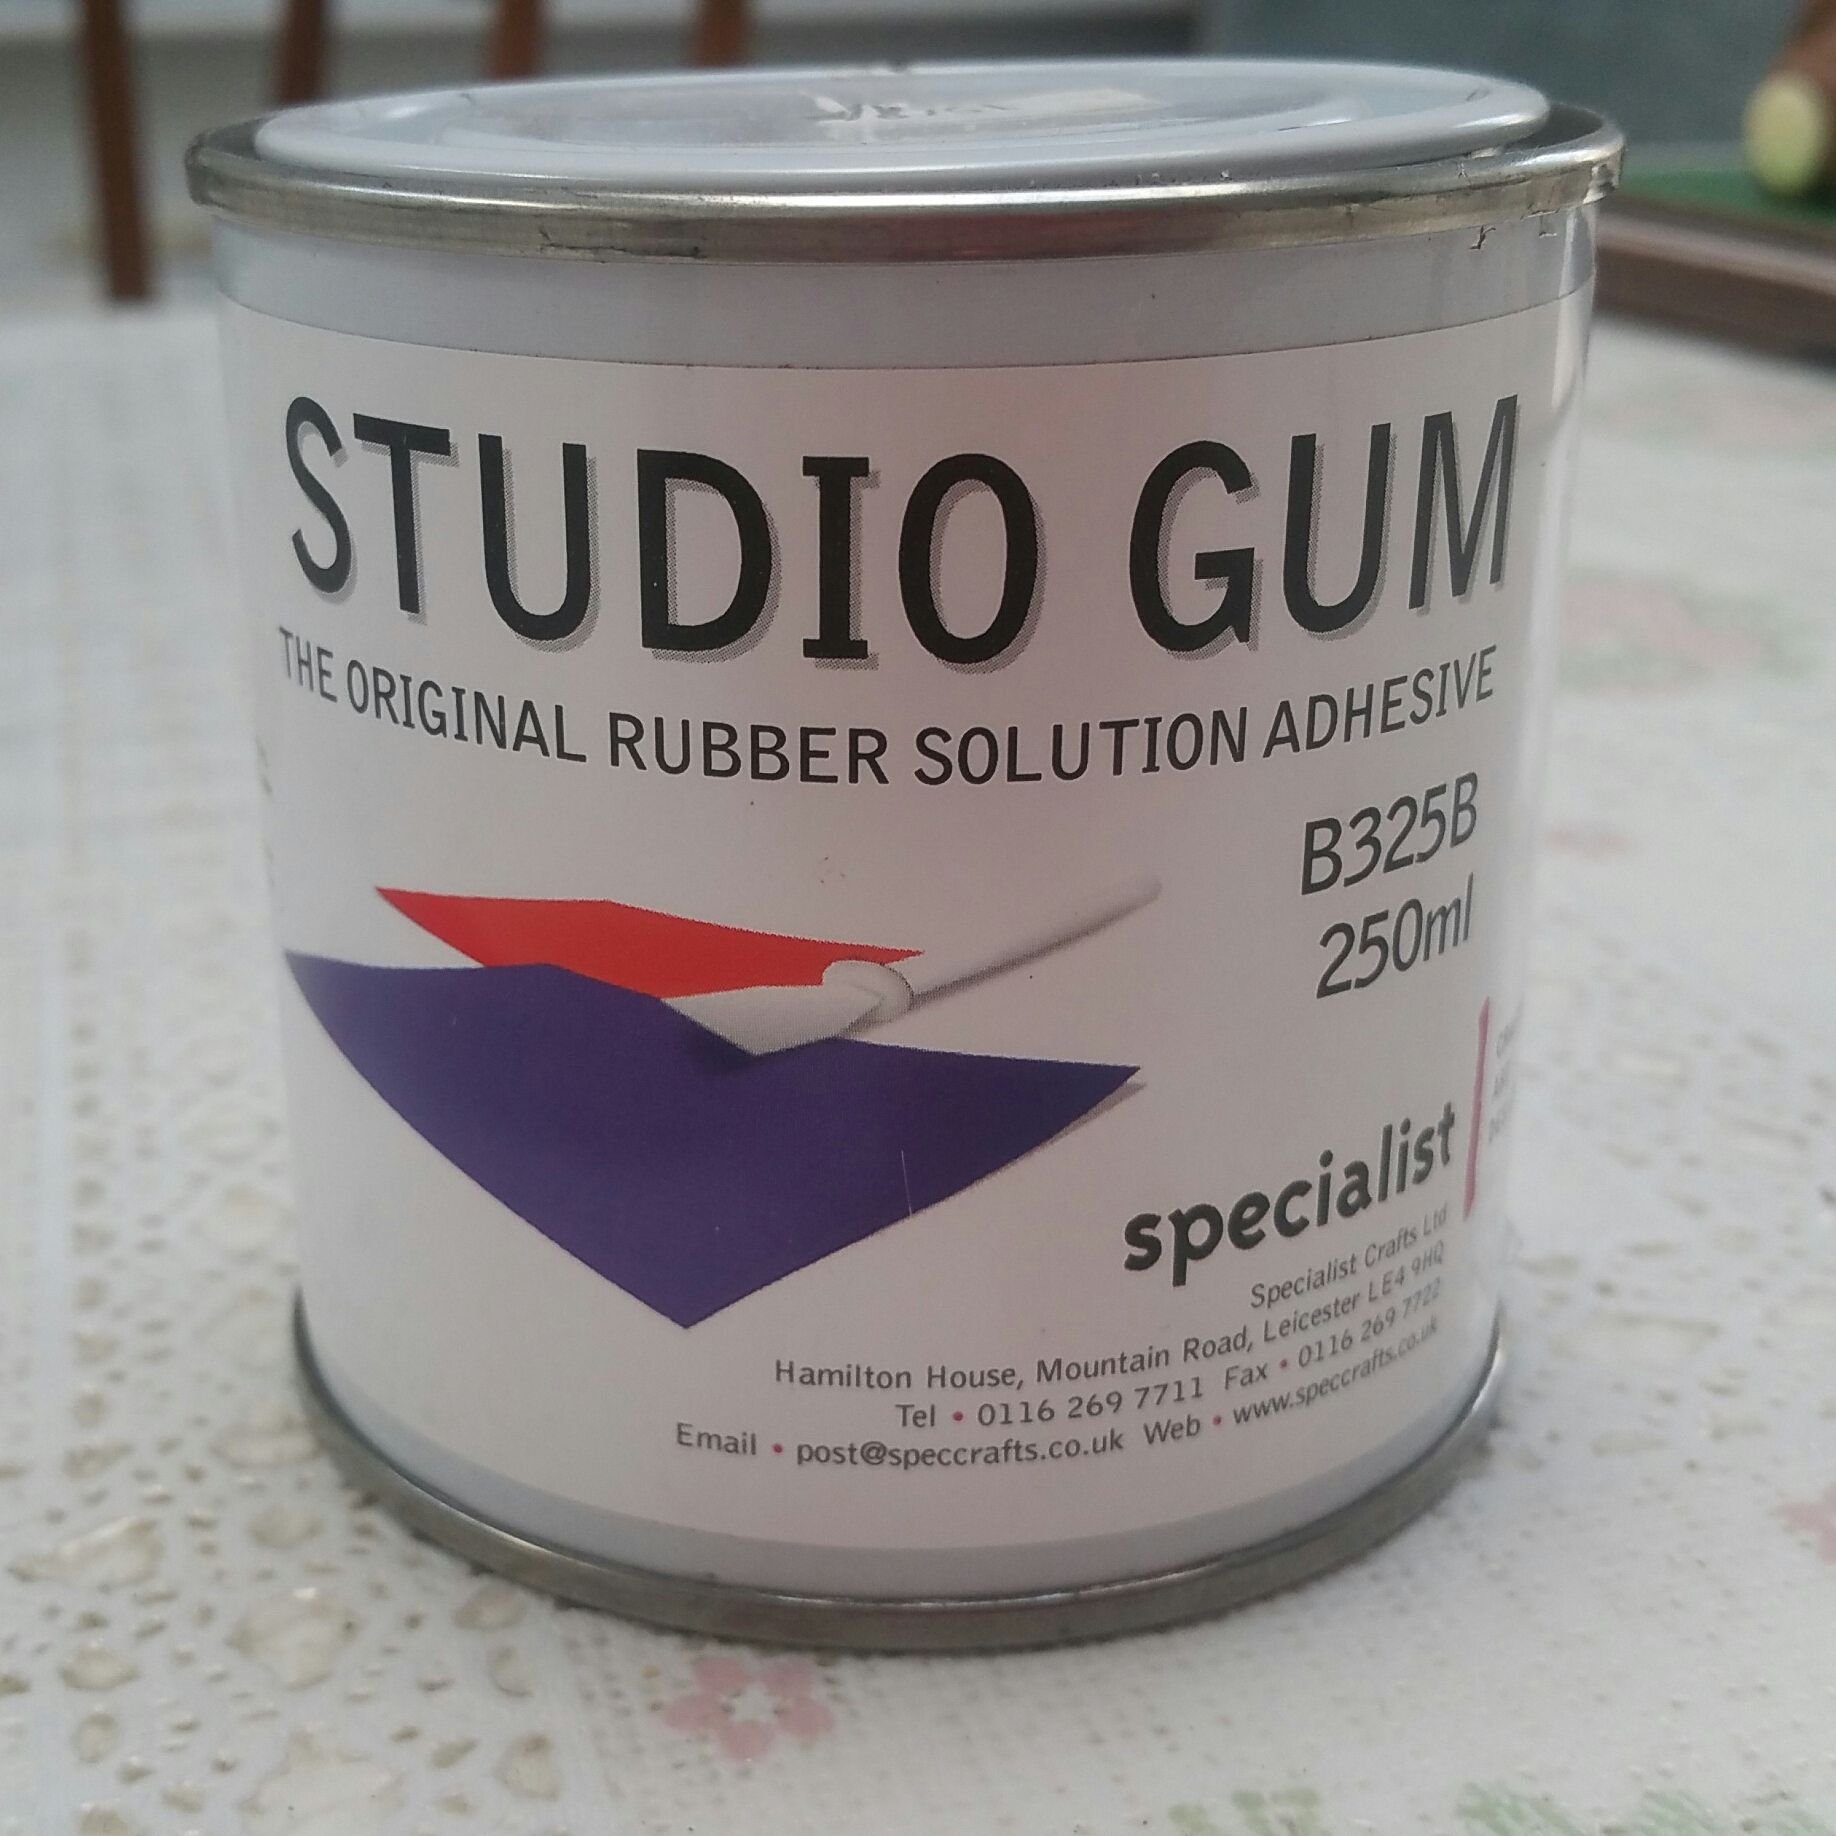 STUDIO GUM
THE ORIGINAL RUBBER SOLUTION ADHESIVE
B325B
250ml
specialist
Specialist Crafts Ltd
Hamilton House, Mountain Road, Leicester LE4 9HQ
Tel • 0116 269 7711 Fax • 0116 269 7722
Email • post@speccrafts.co.uk Web • www.speccrafts.co.uk